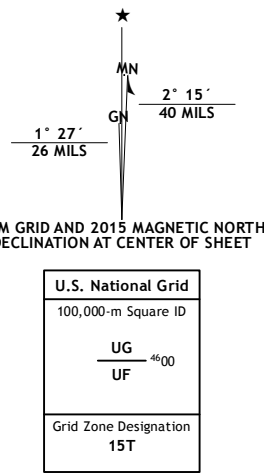 ★
MN
GN
2° 15´
40 MILS
1° 27´
26 MILS
M GRID AND 2015 MAGNETIC NORTH
DECLINATION AT CENTER OF SHEET
U.S. National Grid
100,000-m Square ID
UG
4600
UF
Grid Zone Designation
15T